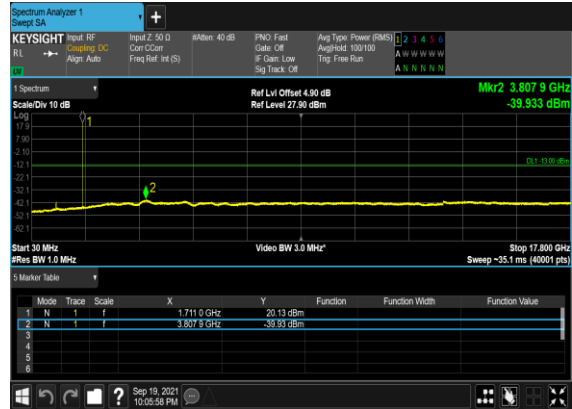 Spectrum Analyzer 1
Swept SA
+
KEYSIGHT Input: RF Input Z: 50 Ω #Atten: 40 dB PNO: Fast Avg Type: Power (RMS) 1 2 3 4 5 6
RL Coupling: DC Corr CCorr Gate: Off Avg|Hold: 100/100 A W W W W W
Align: Auto Freq Ref: Int (S) IF Gain: Low Trig: Free Run
Sig Track: Off A N N N N N
1 Spectrum Ref Lvl Offset 4.90 dB Mkr2 3.807 9 GHz
Scale/Div 10 dB Ref Level 27.90 dBm -39.933 dBm
Log
17.9
7.90
-2.10
-12.1
-22.1
-32.1
-42.1
-52.1
-62.1
1
2
DL1 -13.00 dBm
Start 30 MHz Video BW 3.0 MHz* Stop 17.800 GHz
#Res BW 1.0 MHz Sweep ~35.1 ms (40001 pts)
5 Marker Table
Mode Trace Scale X Y Function Function Width Function Value
1 N 1 f 1.711 0 GHz 20.13 dBm
2 N 1 f 3.807 9 GHz -39.93 dBm
3
4
5
6
? Sep 19, 2021
10:05:58 PM